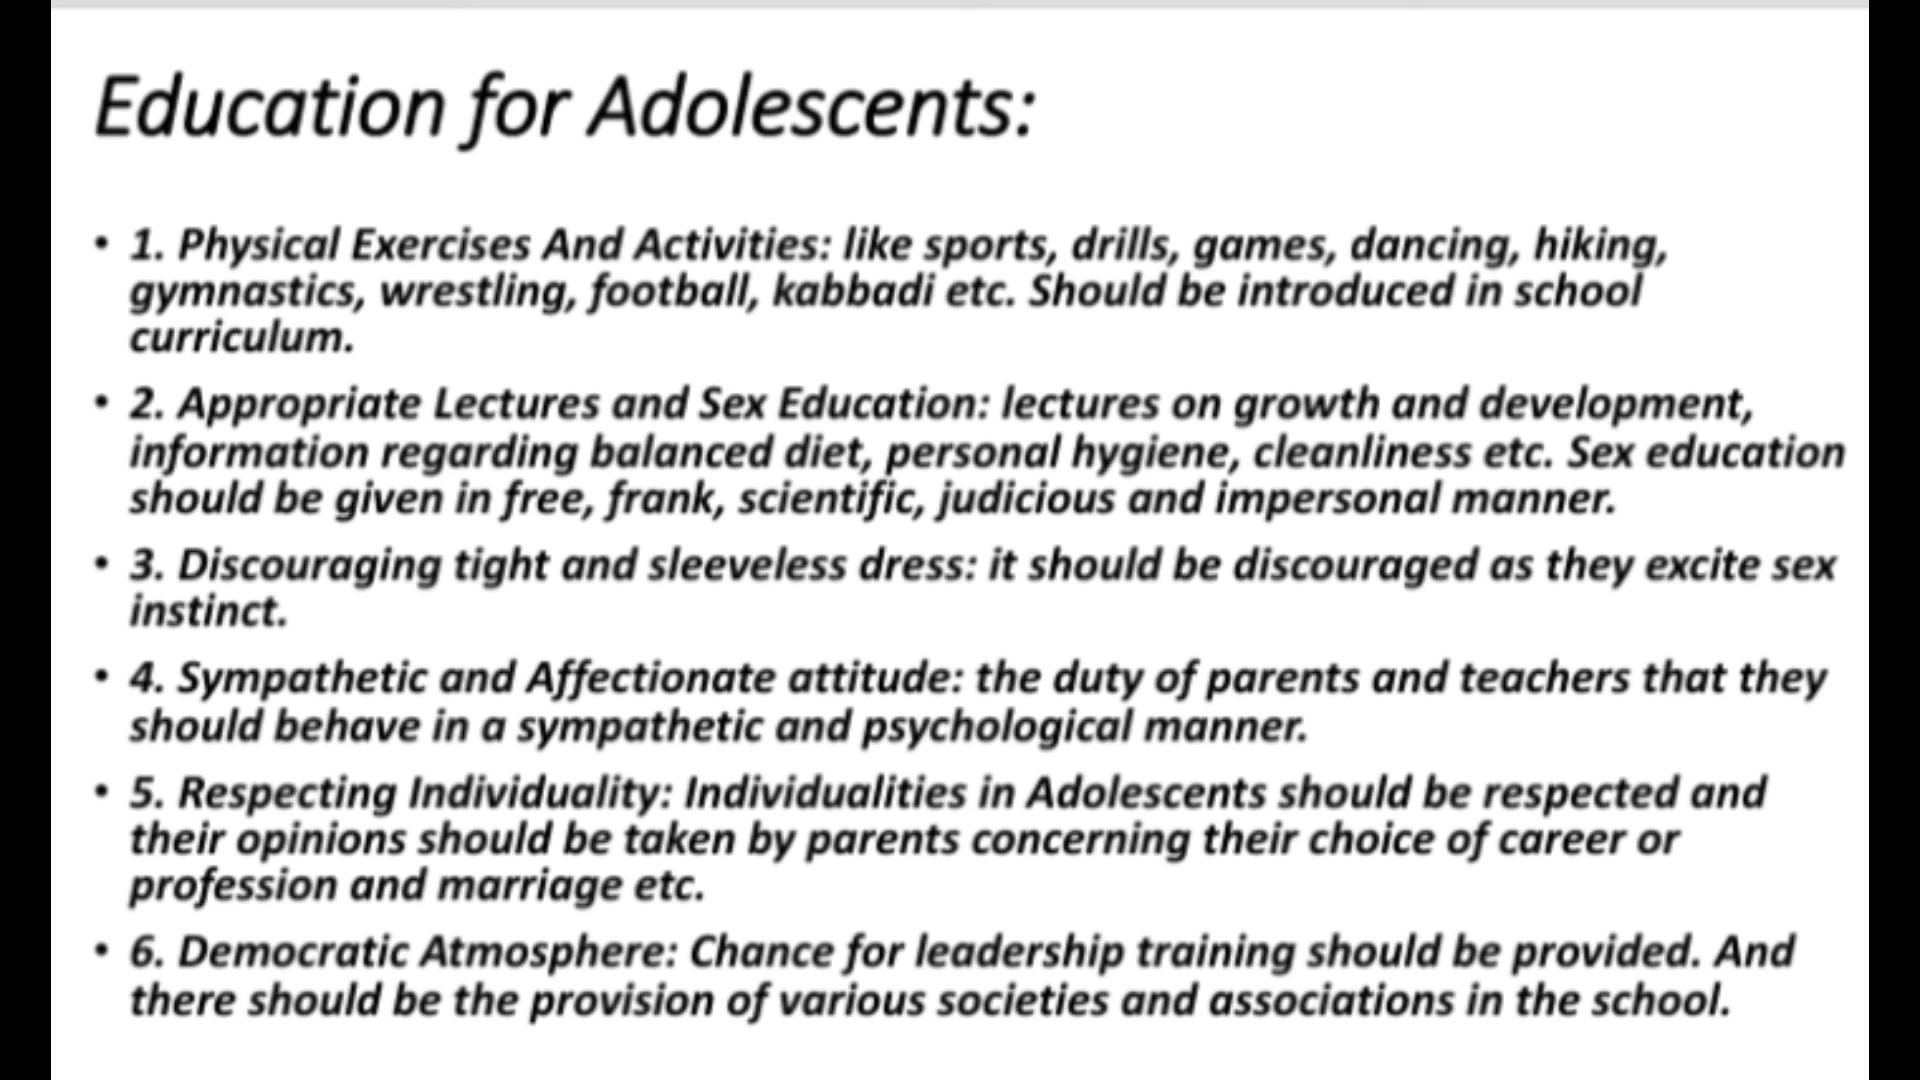 Education for Adolescents:
• 1. Physical Exercises And Activities: like sports, drills, games, dancing, hiking,
gymnastics, wrestling, football, kabbadi etc. Should be introduced in school
curriculum.
• 2. Appropriate Lectures and Sex Education: lectures on growth and development,
information regarding balanced diet, personal hygiene, cleanliness etc. Sex education
should be given in free, frank, scientific, judicious and impersonal manner.
• 3. Discouraging tight and sleeveless dress: it should be discouraged as they excite sex
instinct.
• 4. Sympathetic and Affectionate attitude: the duty of parents and teachers that they
should behave in a sympathetic and psychological manner.
• 5. Respecting Individuality: Individualities in Adolescents should be respected and
their opinions should be taken by parents concerning their choice of career or
profession and marriage etc.
• 6. Democratic Atmosphere: Chance for leadership training should be provided. And
there should be the provision of various societies and associations in the school.